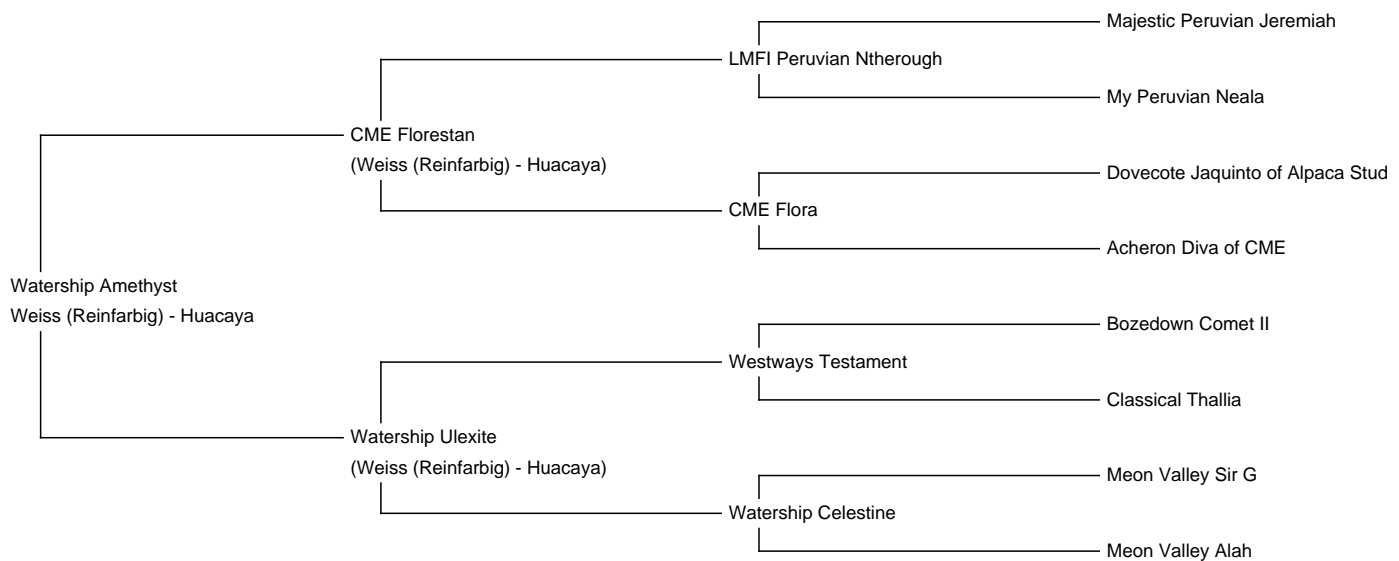 Majestic Peruvian Jeremiah
LMFI Peruvian Ntherough
My Peruvian Neala
CME Florestan
(Weiss (Reinfarbig) - Huacaya)
Dovecote Jaquinto of Alpaca Stud
CME Flora
Acheron Diva of CME
Watership Amethyst
Weiss (Reinfarbig) - Huacaya
Bozedown Comet II
Westways Testament
Classical Thallia
Watership Ulexite
(Weiss (Reinfarbig) - Huacaya)
Meon Valley Sir G
Watership Celestine
Meon Valley Alah